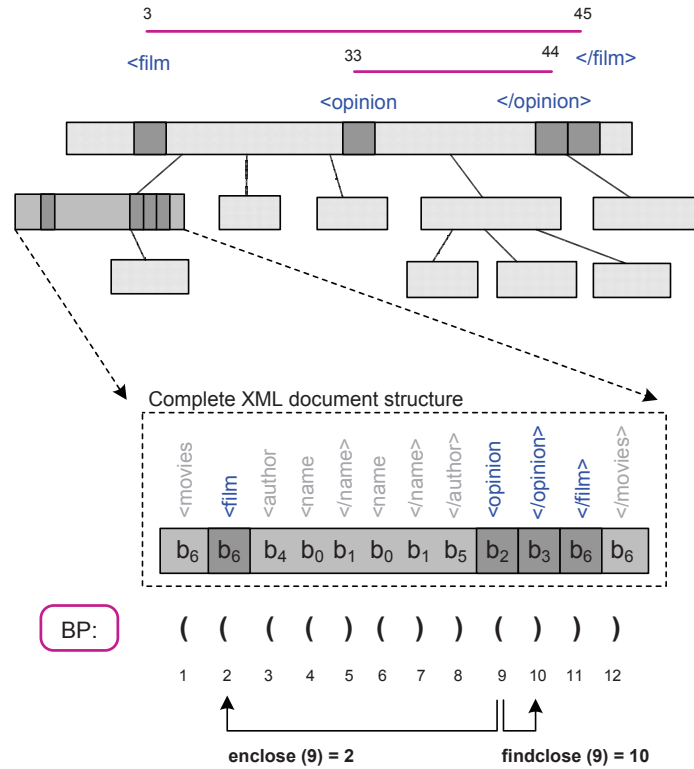 3 45
33 44
<film </film>
<opinion </opinion>
Complete XML document structure
<movies <film <author <name </name> <name </name> </author> <opinion </opinion> </film> </movies>
b6 b6 b4 b0 b1 b0 b1 b5 b2 b3 b6 b6
BP: ( ( ( ( ) ( ) ) ( ) ) )
1 2 3 4 5 6 7 8 9 10 11 12
enclose (9) = 2 findclose (9) = 10